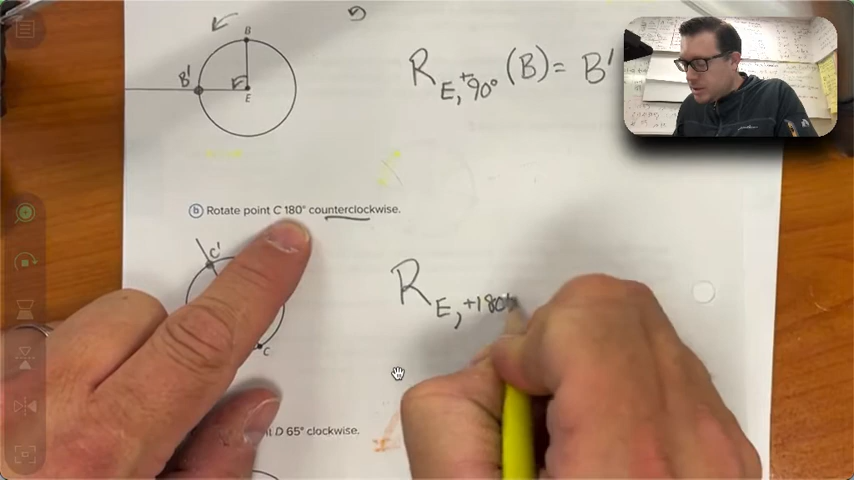 B
B'
E
R E, +90° (B) = B'
b Rotate point C 180° counterclockwise.
C'
R E, +180°
C
D 65° clockwise.